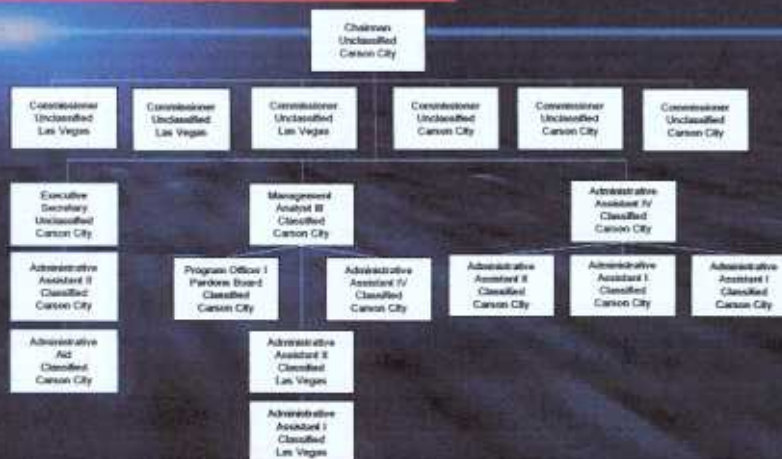 Chairman
Unclassified
Carson City
Commissioner
Unclassified
Las Vegas
Commissioner
Unclassified
Las Vegas
Commissioner
Unclassified
Las Vegas
Commissioner
Unclassified
Carson City
Commissioner
Unclassified
Carson City
Commissioner
Unclassified
Carson City
Executive
Secretary
Unclassified
Carson City
Management
Analyst III
Classified
Carson City
Administrative
Assistant IV
Classified
Carson City
Administrative
Assistant II
Classified
Carson City
Program Officer I
Pardons Board
Classified
Carson City
Administrative
Assistant IV
Classified
Carson City
Administrative
Assistant II
Classified
Carson City
Administrative
Assistant I
Classified
Carson City
Administrative
Assistant I
Classified
Carson City
Administrative
Aid
Classified
Carson City
Administrative
Assistant II
Classified
Las Vegas
Administrative
Assistant I
Classified
Las Vegas